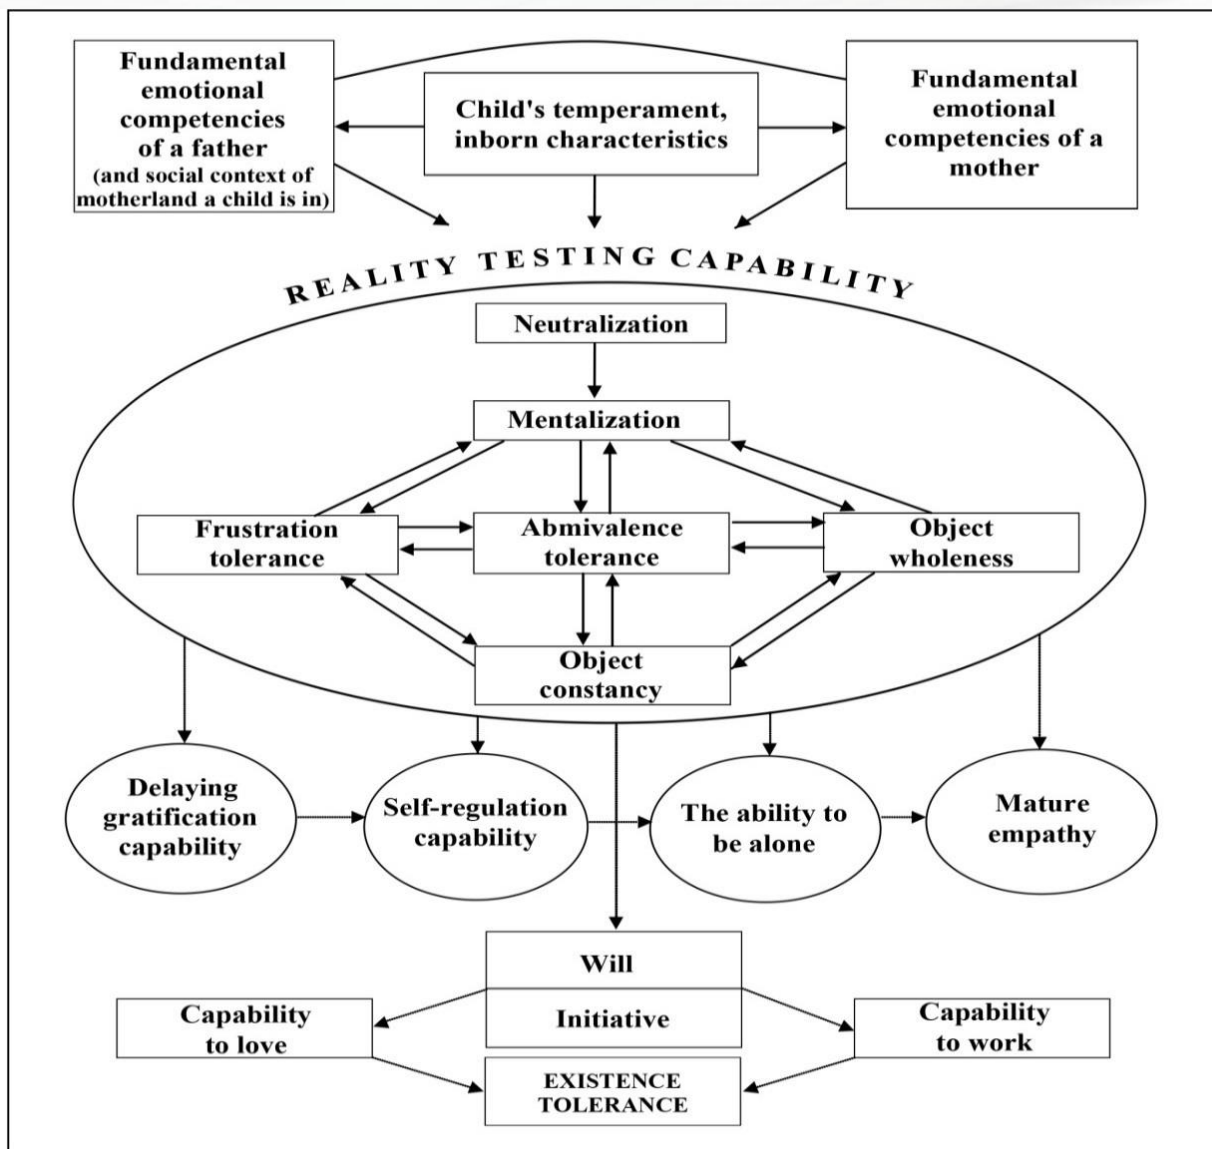 Fundamental
emotional
competencies
of a father
(and social context of
motherland a child is in)
Child's temperament,
inborn characteristics
Fundamental
emotional
competencies of a
mother
REALITY TESTING CAPABILITY
Neutralization
Mentalization
Frustration
tolerance
Abmivalence
tolerance
Object
wholeness
Object
constancy
Delaying
gratification
capability
Self-regulation
capability
The ability to
be alone
Mature
empathy
Will
Initiative
Capability
to love
Capability
to work
EXISTENCE
TOLERANCE